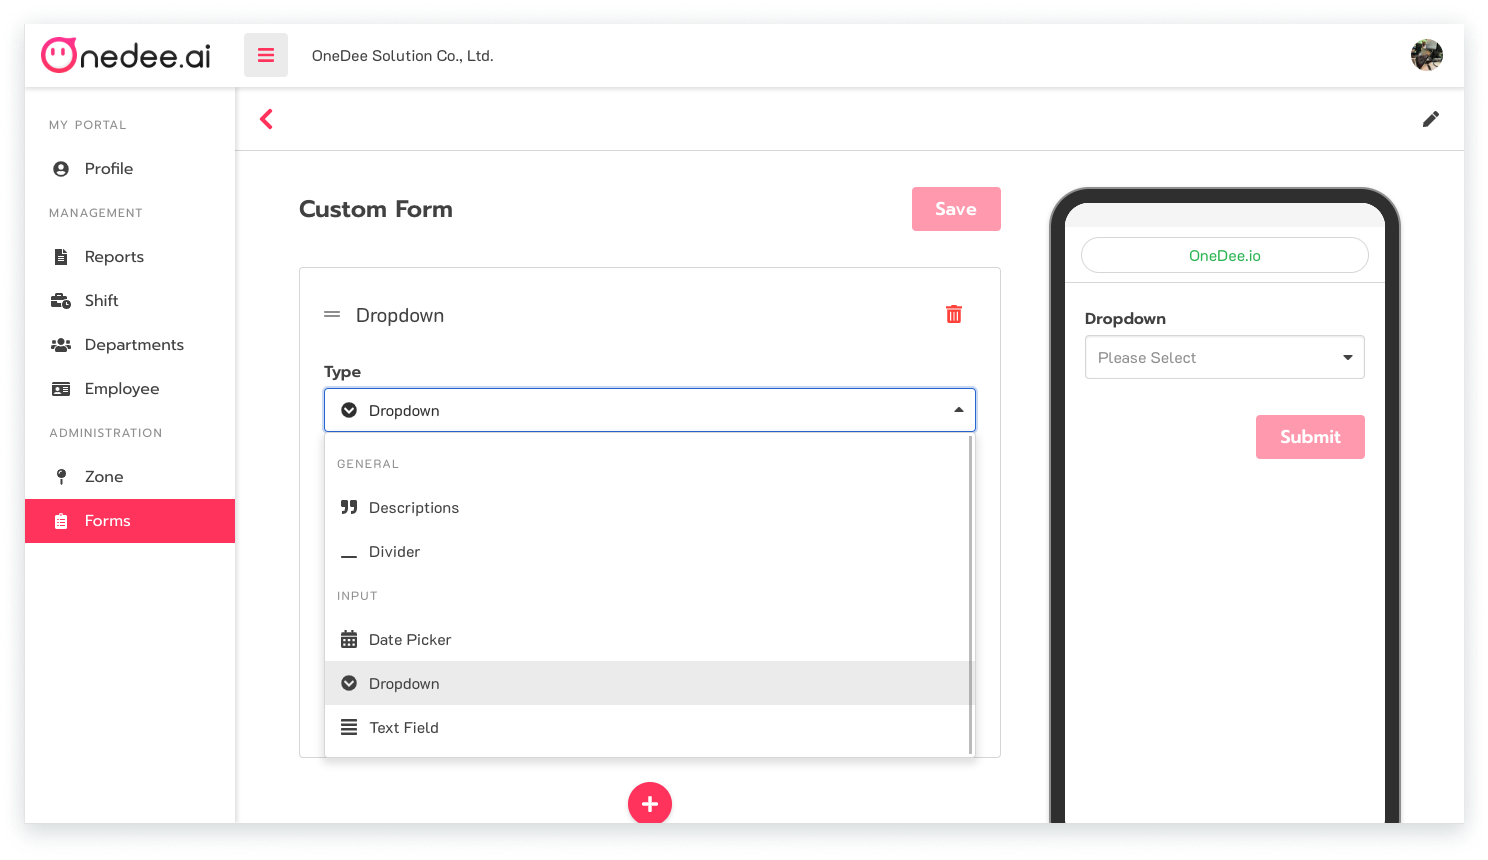 Onedee.ai
OneDee Solution Co., Ltd.
MY PORTAL
Profile
MANAGEMENT
Reports
Shift
Departments
Employee
ADMINISTRATION
Zone
Forms
Custom Form
Save
Dropdown
Type
Dropdown
GENERAL
Descriptions
Divider
INPUT
Date Picker
Dropdown
Text Field
OneDee.io
Dropdown
Please Select
Submit